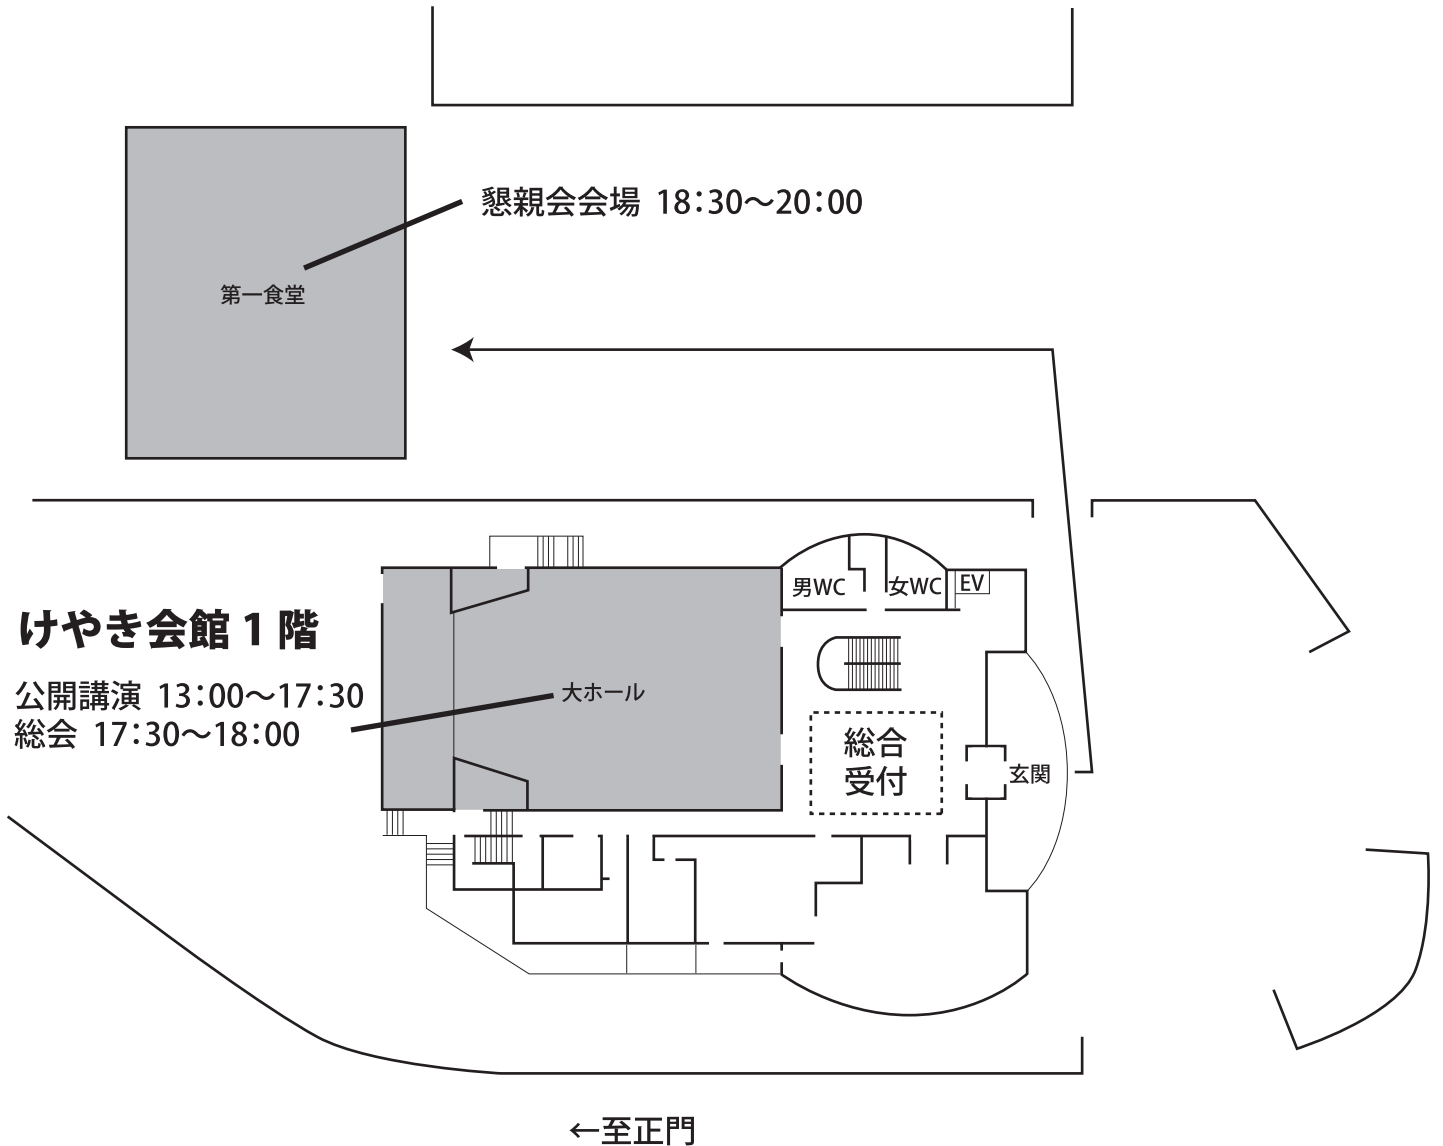 懇親会会場 18：30～20：00
第一食堂
けやき会館 1 階
公開講演 13：00～17：30
総会 17：30～18：00
大ホール
男WC
女WC
EV
総合
受付
玄関
←至正門